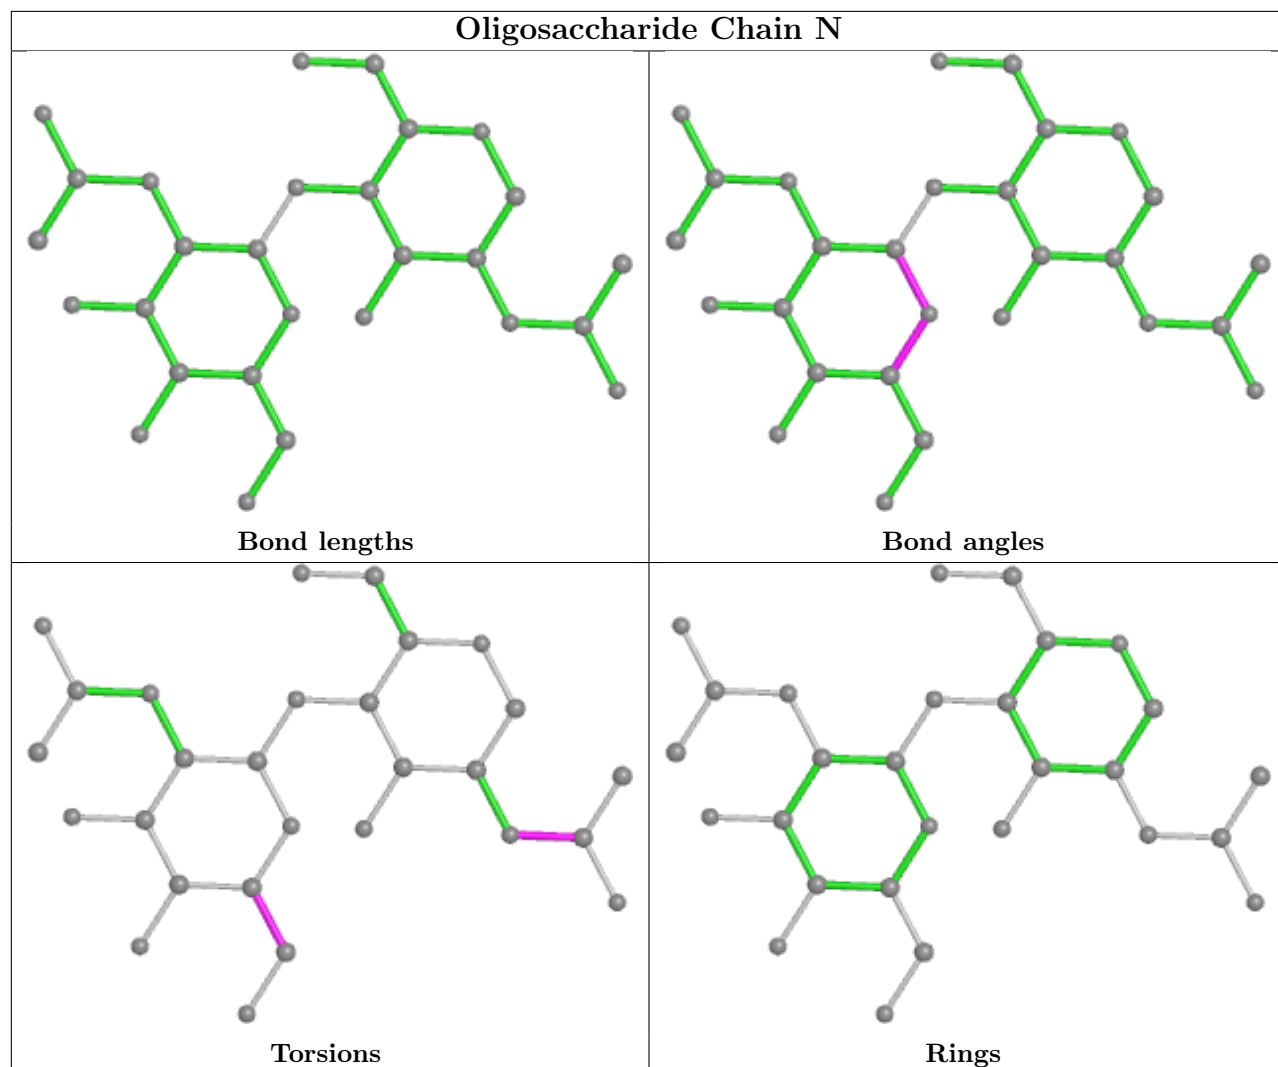 Oligosaccharide Chain N
Bond lengths
Bond angles
Torsions
Rings